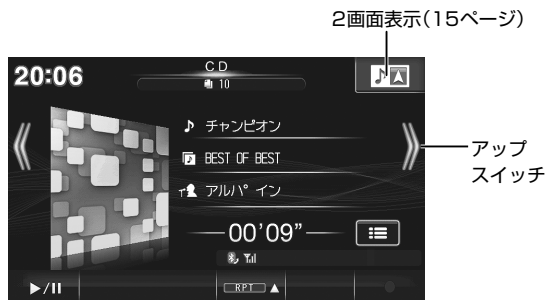 2画面表示(15ページ)
20:06
CD
10
チャンピオン
BEST OF BEST
アルパイン
アップ
スイッチ
00'09"
▶/II
RPT ▲